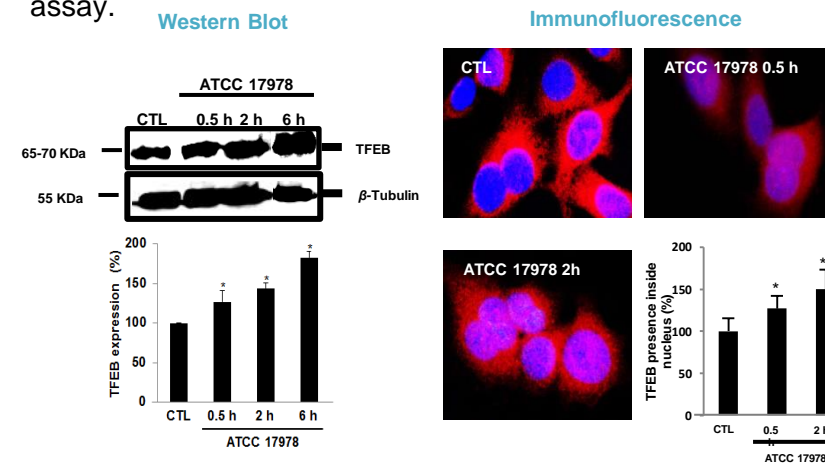 assay.
Western Blot
ATCC 17978
CTL 0.5 h 2 h 6 h
65-70 KDa
TFEB
55 KDa
β-Tubulin
TFEB expression (%)
200
150
100
50
0
*
*
*
CTL 0.5 h 2 h 6 h
ATCC 17978
Immunofluorescence
CTL
ATCC 17978 0.5 h
ATCC 17978 2h
TFEB presence inside
nucleus (%)
200
150
100
50
0
*
*
CTL 0.5 2
ATCC 17978